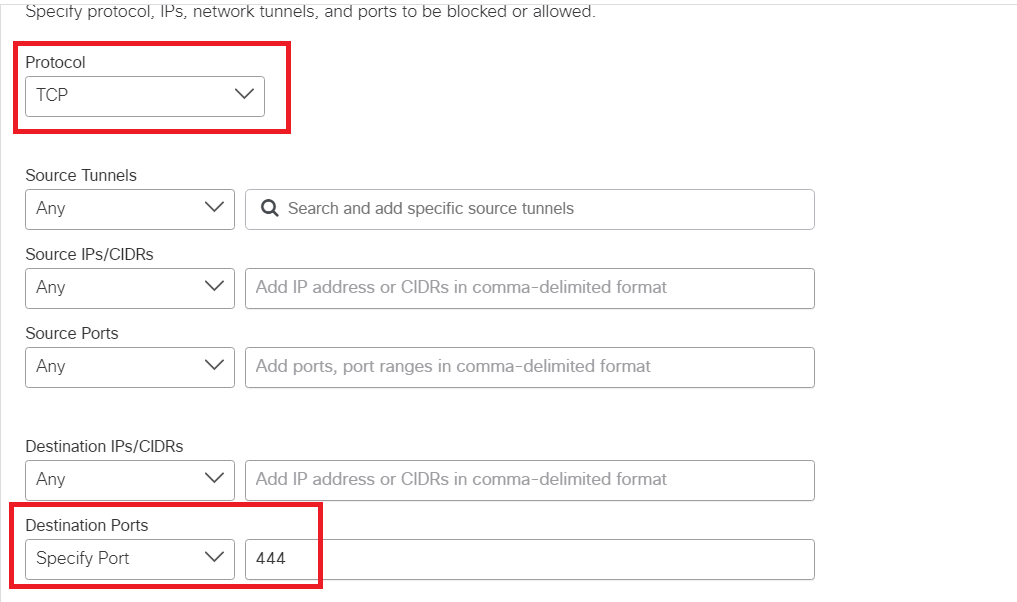 Specify protocol, IPs, network tunnels, and ports to be blocked or allowed.
Protocol
TCP
Source Tunnels
Any Search and add specific source tunnels
Source IPs/CIDRs
Any Add IP address or CIDRs in comma-delimited format
Source Ports
Any Add ports, port ranges in comma-delimited format
Destination IPs/CIDRs
Any Add IP address or CIDRs in comma-delimited format
Destination Ports
Specify Port 444